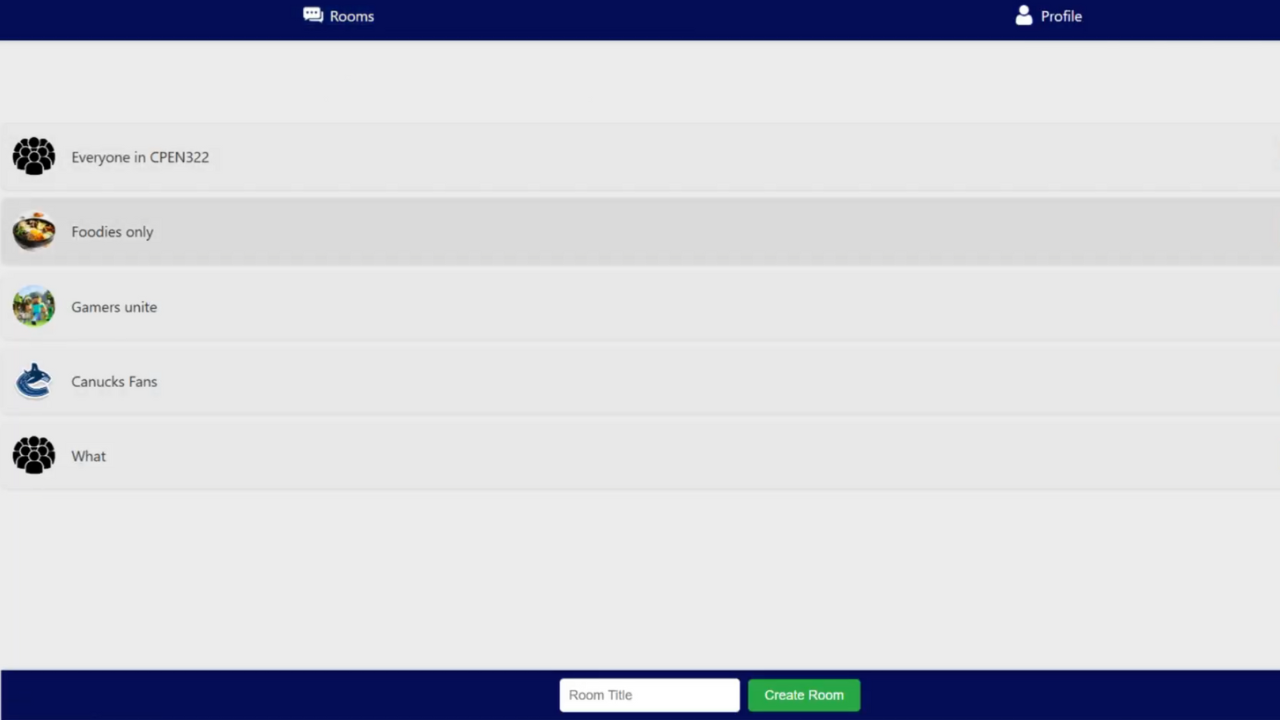 Rooms
Profile
Everyone in CPEN322
Foodies only
Gamers unite
Canucks Fans
What
Room Title
Create Room